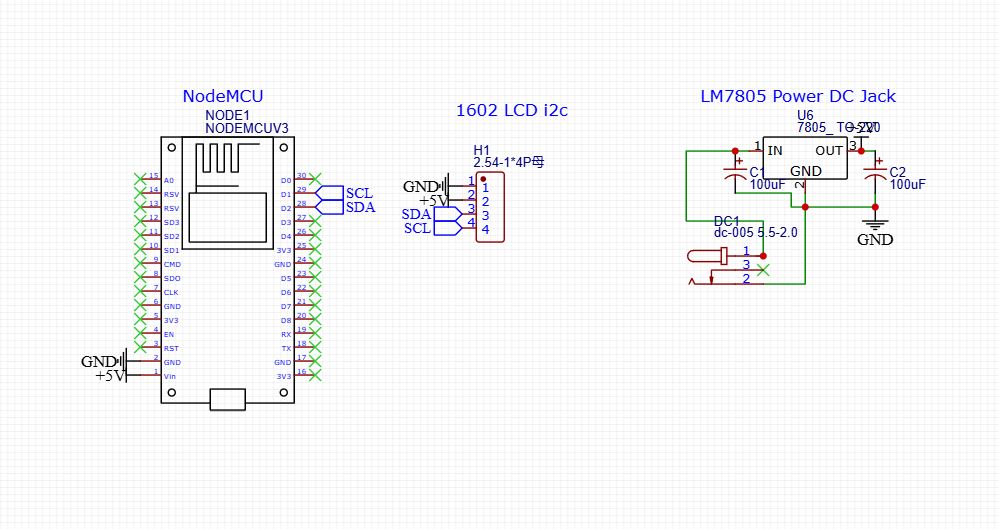 NodeMCU
NODE1
NODEMCUV3
15 A0
14 RSV
13 RSV
12 SD3
11 SD2
10 SD1
9 CMD
8 SDO
7 CLK
6 GND
5 3V3
4 EN
3 RST
GND 2 GND
+5V 1 Vin
D0 30
D1 29 SCL
D2 28 SDA
D3 27
D4 26
3V3 25
GND 24
D5 23
D6 22
D7 21
D8 20
RX 19
TX 18
GND 17
3V3 16
1602 LCD i2c
H1
2.54-1*4P母
GND 1 1
+5V 2 2
SDA 3 3
SCL 4 4
LM7805 Power DC Jack
U6
7805_ TO-220
+5V
1 IN OUT 3
GND
2
C1
100uF
C2
100uF
GND
DC1
dc-005 5.5-2.0
1
3
2